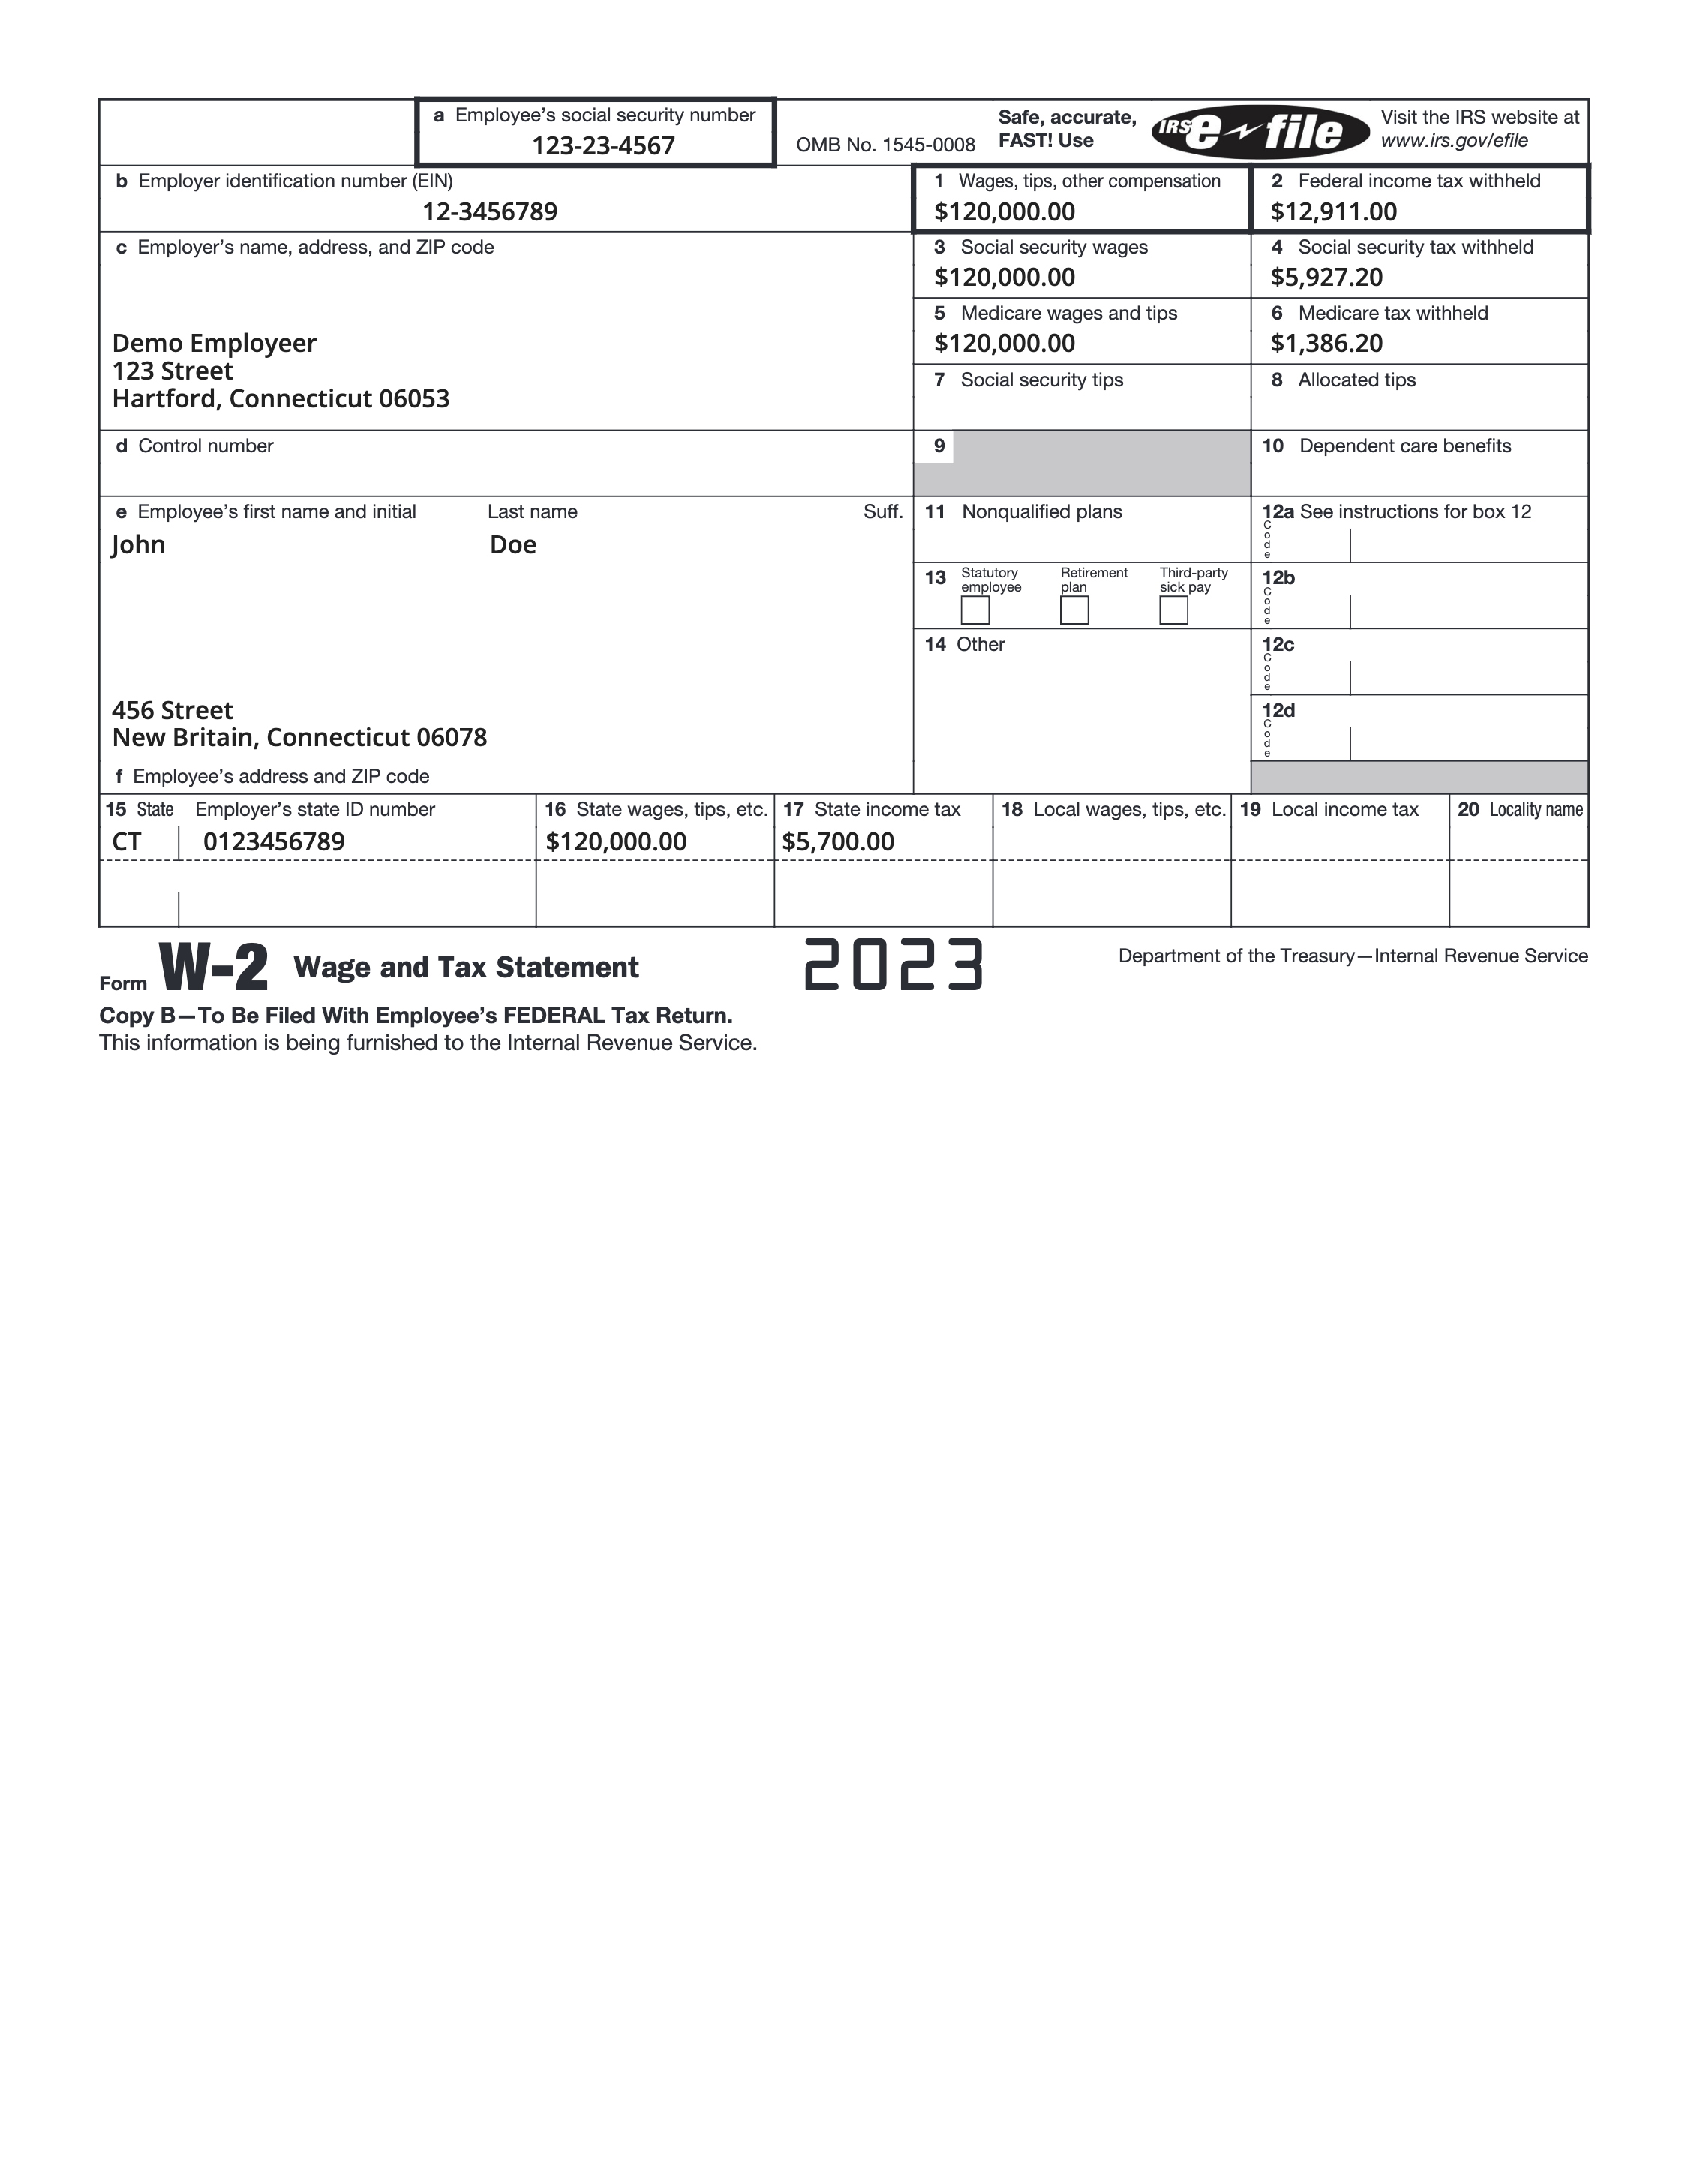 a Employee's social security number
123-23-4567
OMB No. 1545-0008
Safe, accurate,
FAST! Use
IRS e file
Visit the IRS website at
www.irs.gov/efile
b Employer identification number (EIN)
12-3456789
1 Wages, tips, other compensation
$120,000.00
2 Federal income tax withheld
$12,911.00
c Employer's name, address, and ZIP code
Demo Employeer
123 Street
Hartford, Connecticut 06053
3 Social security wages
$120,000.00
4 Social security tax withheld
$5,927.20
5 Medicare wages and tips
$120,000.00
6 Medicare tax withheld
$1,386.20
7 Social security tips
8 Allocated tips
d Control number
9
10 Dependent care benefits
e Employee's first name and initial Last name Suff.
John Doe
11 Nonqualified plans
12a See instructions for box 12
Code
13 Statutory employee Retirement plan Third-party sick pay
12b
Code
14 Other
12c
Code
12d
Code
456 Street
New Britain, Connecticut 06078
f Employee's address and ZIP code
15 State Employer's state ID number 16 State wages, tips, etc. 17 State income tax 18 Local wages, tips, etc. 19 Local income tax 20 Locality name
CT 0123456789 $120,000.00 $5,700.00
Form W-2 Wage and Tax Statement 2023 Department of the Treasury—Internal Revenue Service
Copy B—To Be Filed With Employee's FEDERAL Tax Return.
This information is being furnished to the Internal Revenue Service.